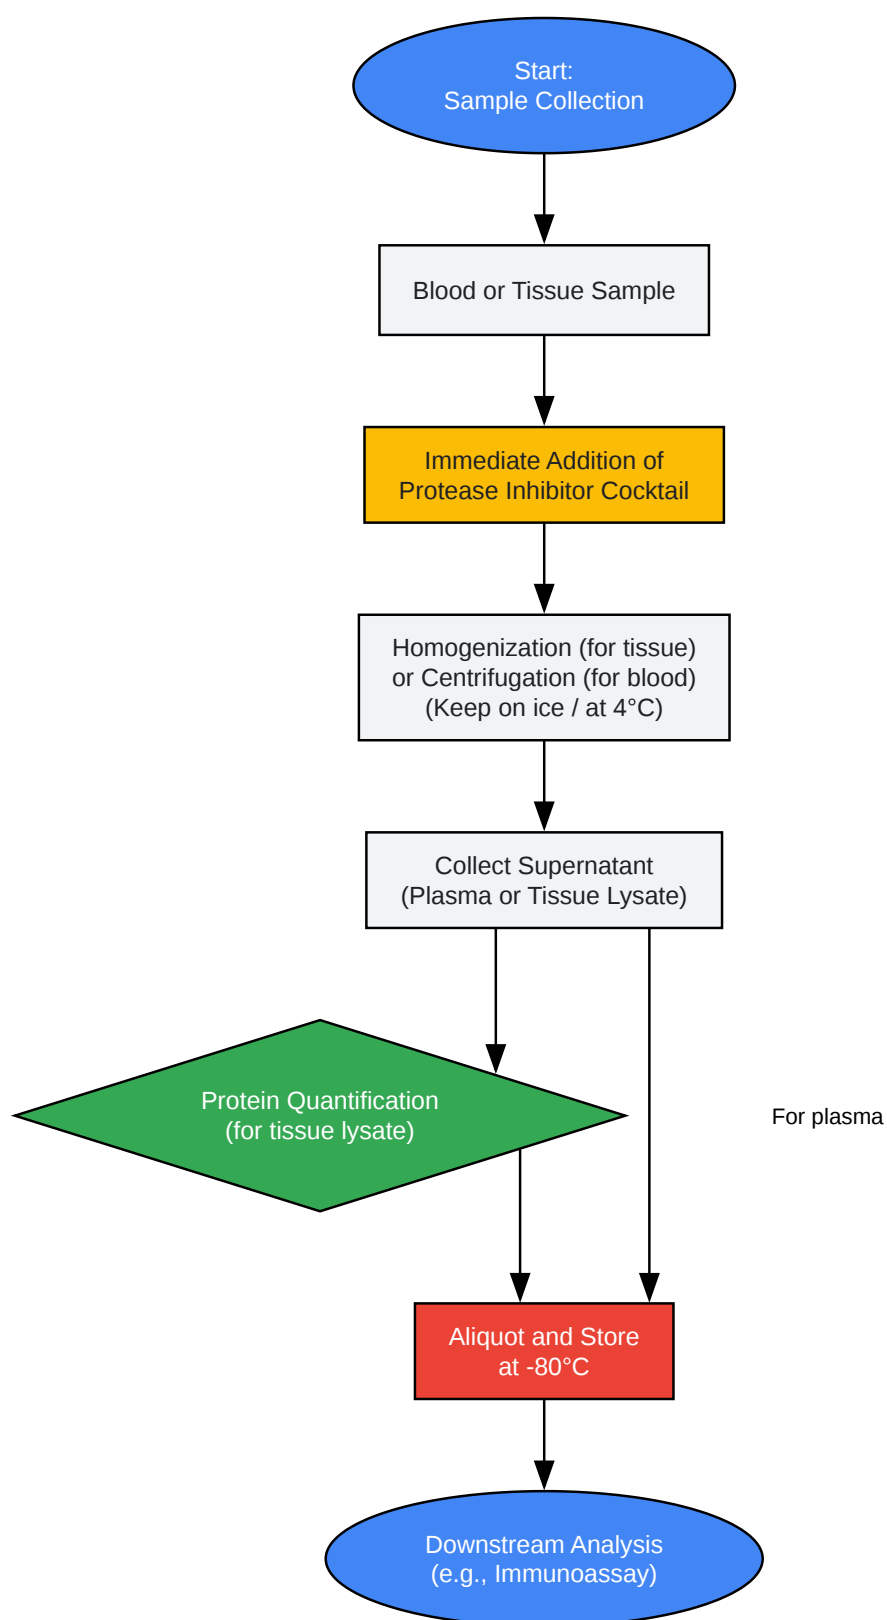 Start:
Sample Collection
Blood or Tissue Sample
Immediate Addition of
Protease Inhibitor Cocktail
Homogenization (for tissue)
or Centrifugation (for blood)
(Keep on ice / at 4°C)
Collect Supernatant
(Plasma or Tissue Lysate)
Protein Quantification
(for tissue lysate)
For plasma
Aliquot and Store
at -80°C
Downstream Analysis
(e.g., Immunoassay)